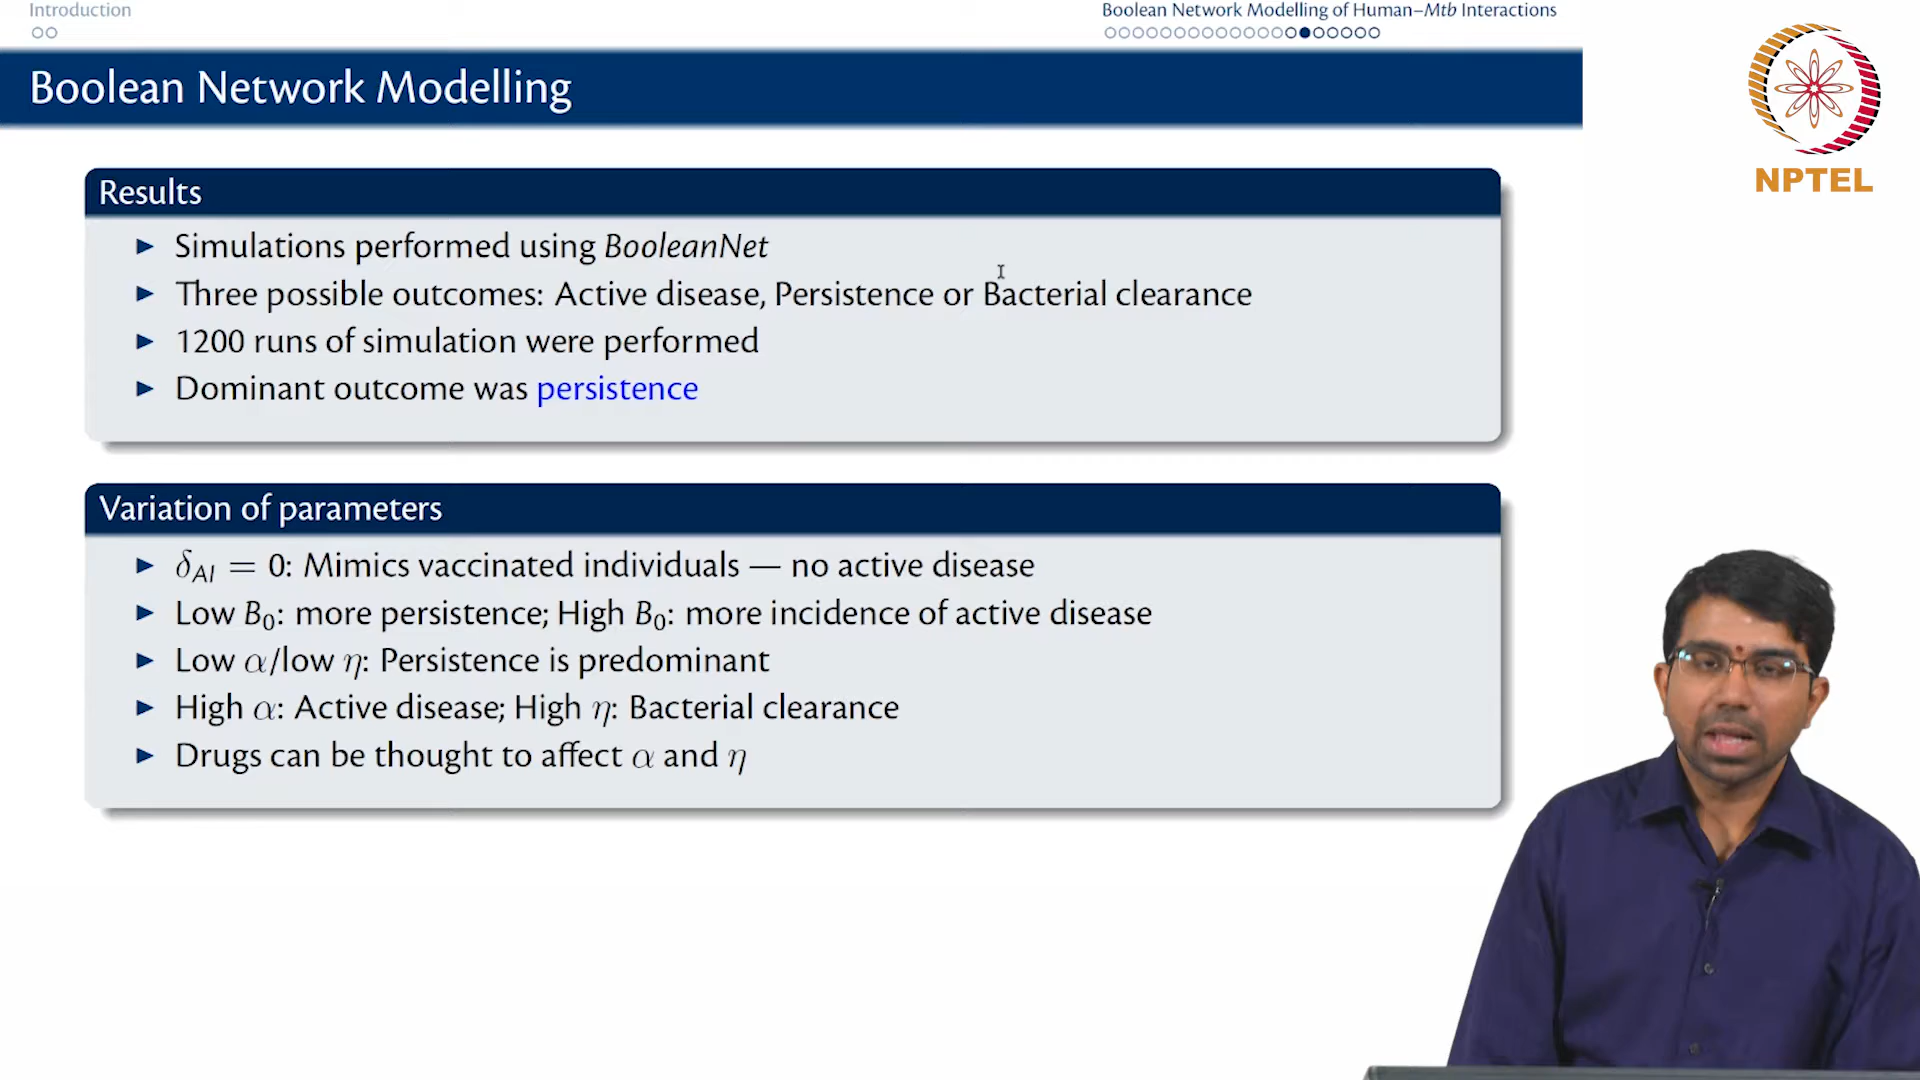 Introduction
Boolean Network Modelling of Human–Mtb Interactions
Boolean Network Modelling
NPTEL
Results
► Simulations performed using BooleanNet
► Three possible outcomes: Active disease, Persistence or Bacterial clearance
► 1200 runs of simulation were performed
► Dominant outcome was persistence
Variation of parameters
► δ_AI = 0: Mimics vaccinated individuals — no active disease
► Low B₀: more persistence; High B₀: more incidence of active disease
► Low α/low η: Persistence is predominant
► High α: Active disease; High η: Bacterial clearance
► Drugs can be thought to affect α and η